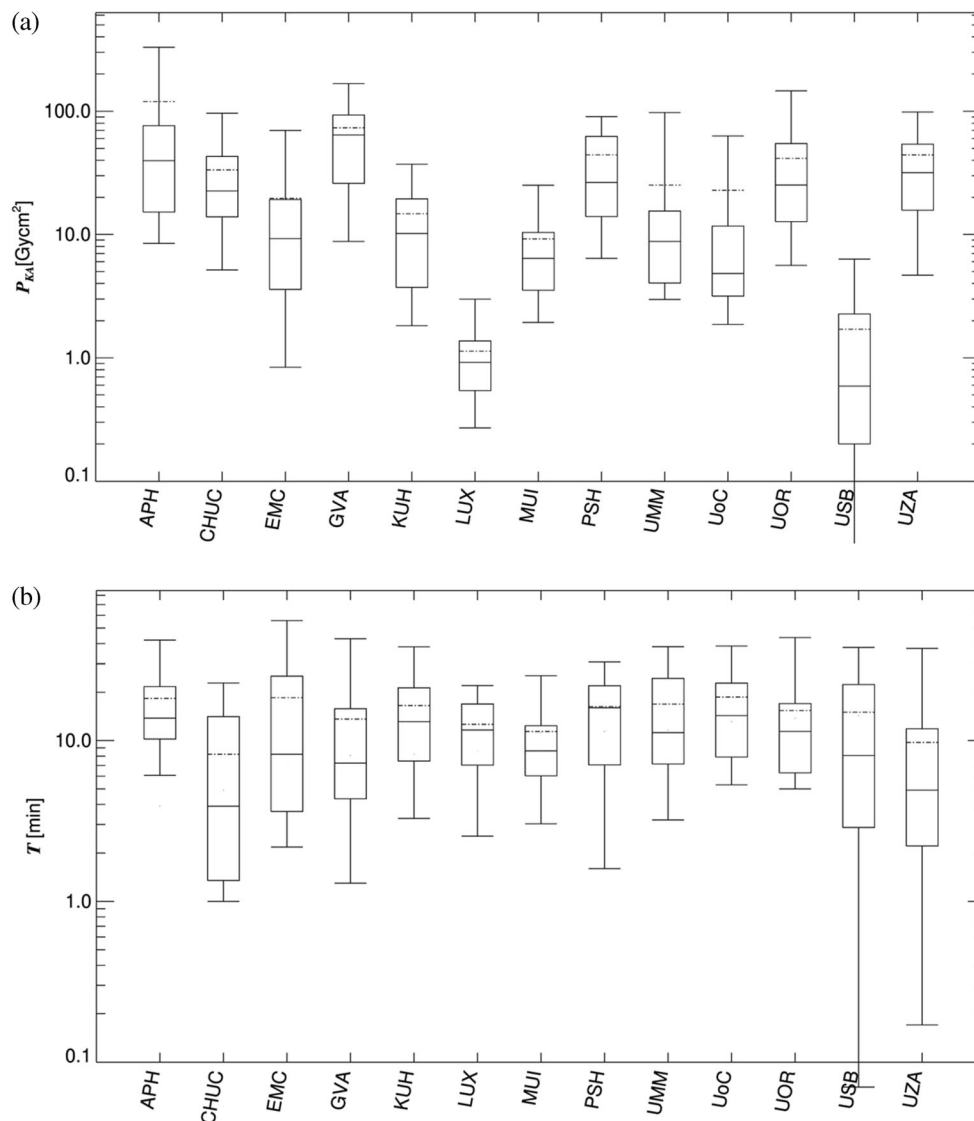 (a)
100.0
10.0
1.0
0.1
P_KA[Gycm²]
APH CHUC EMC GVA KUH LUX MUI PSH UMM UoC UOR USB UZA
(b)
10.0
1.0
0.1
T [min]
APH CHUC EMC GVA KUH LUX MUI PSH UMM UoC UOR USB UZA